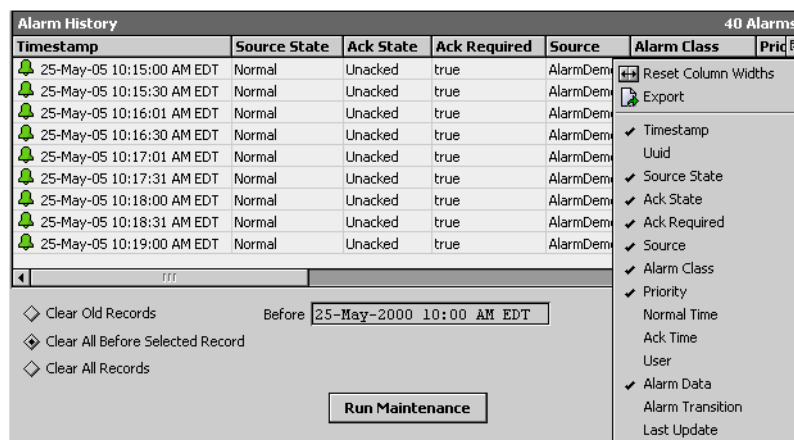 Alarm History 40 Alarms
Timestamp Source State Ack State Ack Required Source Alarm Class
25-May-05 10:15:00 AM EDT Normal Unacked true
25-May-05 10:15:30 AM EDT Normal Unacked true
25-May-05 10:16:01 AM EDT Normal Unacked true
25-May-05 10:16:30 AM EDT Normal Unacked true
25-May-05 10:17:01 AM EDT Normal Unacked true
25-May-05 10:17:31 AM EDT Normal Unacked true
25-May-05 10:18:00 AM EDT Normal Unacked true
25-May-05 10:18:31 AM EDT Normal Unacked true
25-May-05 10:19:00 AM EDT Normal Unacked true
Reset Column Widths
Export
Timestamp
Uuid
Source State
Ack State
Ack Required
Source
Alarm Class
Priority
Normal Time
Ack Time
User
Alarm Data
Alarm Transition
Last Update
Clear Old Records Before 25-May-2000 10:00 AM EDT
Clear All Before Selected Record
Clear All Records
Run Maintenance